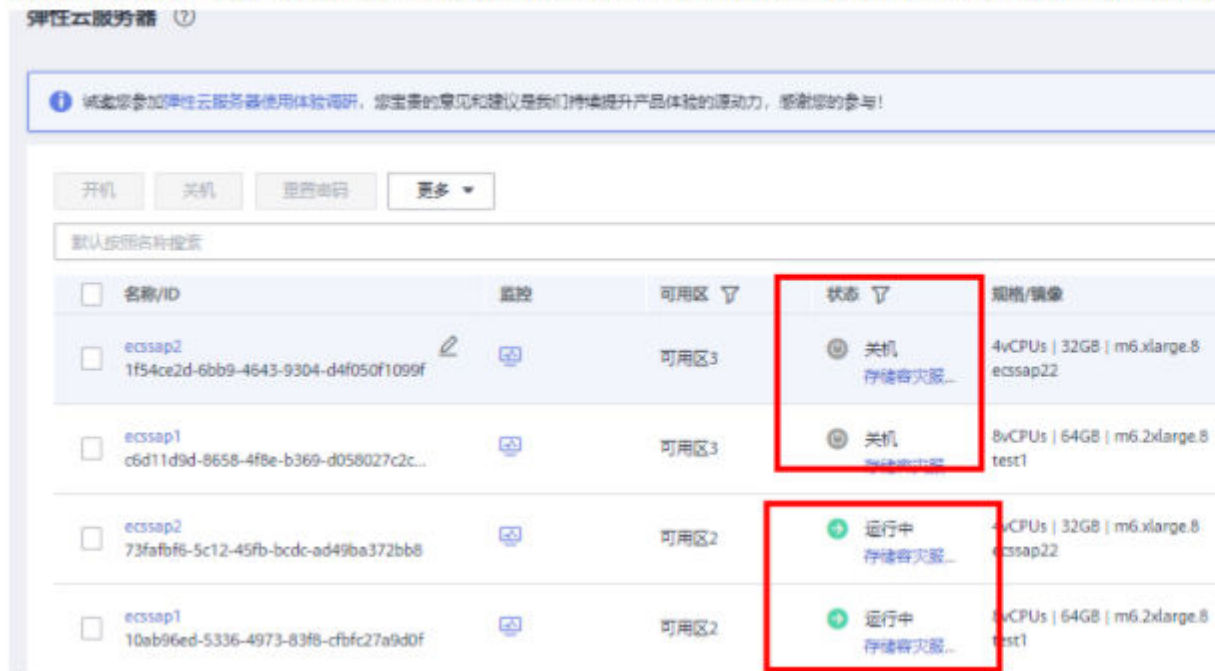 弹性云服务器
诚邀您参加弹性云服务器使用体验调研，您宝贵的意见和建议是我们持续提升产品体验的源动力，感谢您的参与！
开机 关机 重置密码 更多
默认按照名称搜索
名称/ID 监控 可用区 状态 规格/镜像
ecssap2 可用区3 关机 4vCPUs | 32GB | m6.xlarge.8
1f54ce2d-6bb9-4643-9304-d4f050f1099f 存储容灾服... ecssap22
ecssap1 可用区3 关机 8vCPUs | 64GB | m6.2xlarge.8
c6d11d9d-8658-4f8e-b369-d058027c2c... 存储容灾服 test1
ecssap2 可用区2 运行中 4vCPUs | 32GB | m6.xlarge.8
73fafbf6-5c12-45fb-bcdc-ad49ba372bb8 存储容灾服... ecssap22
ecssap1 可用区2 运行中 8vCPUs | 64GB | m6.2xlarge.8
10ab96ed-5336-4973-83f8-cfbfc27a9d0f 存储容灾服... test1